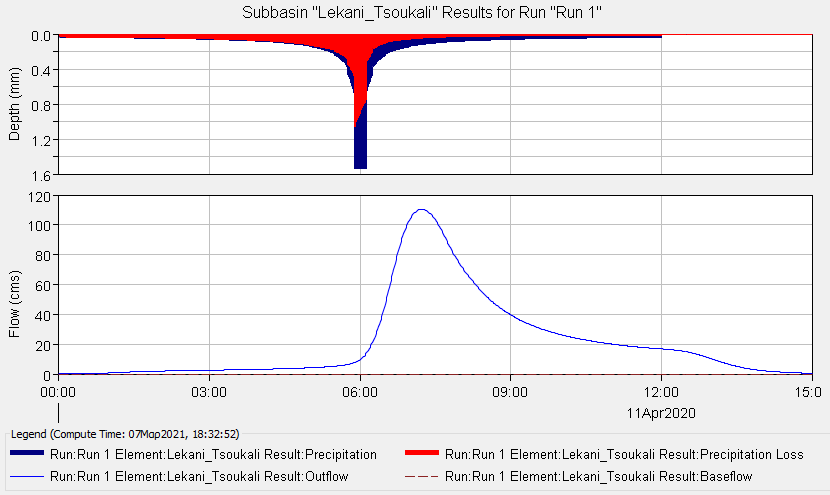 Subbasin "Lekani_Tsoukali" Results for Run "Run 1"
0.0
0.4
0.8
1.2
1.6
Depth (mm)
120
100
80
60
40
20
0
Flow (cms)
00:00 03:00 06:00 09:00 12:00 15:0
11Apr2020
Legend (Compute Time: 07Μαρ2021, 18:32:52)
Run:Run 1 Element:Lekani_Tsoukali Result:Precipitation
Run:Run 1 Element:Lekani_Tsoukali Result:Precipitation Loss
Run:Run 1 Element:Lekani_Tsoukali Result:Outflow
Run:Run 1 Element:Lekani_Tsoukali Result:Baseflow